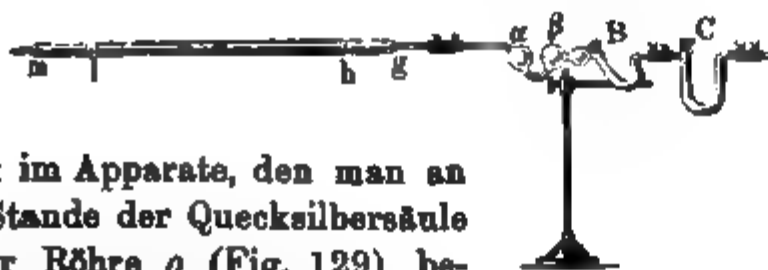 α β B C
m h g
im Apparate, den man an
Stande der Quecksilbersäule
r Röhre ρ (Fig. 129) be-